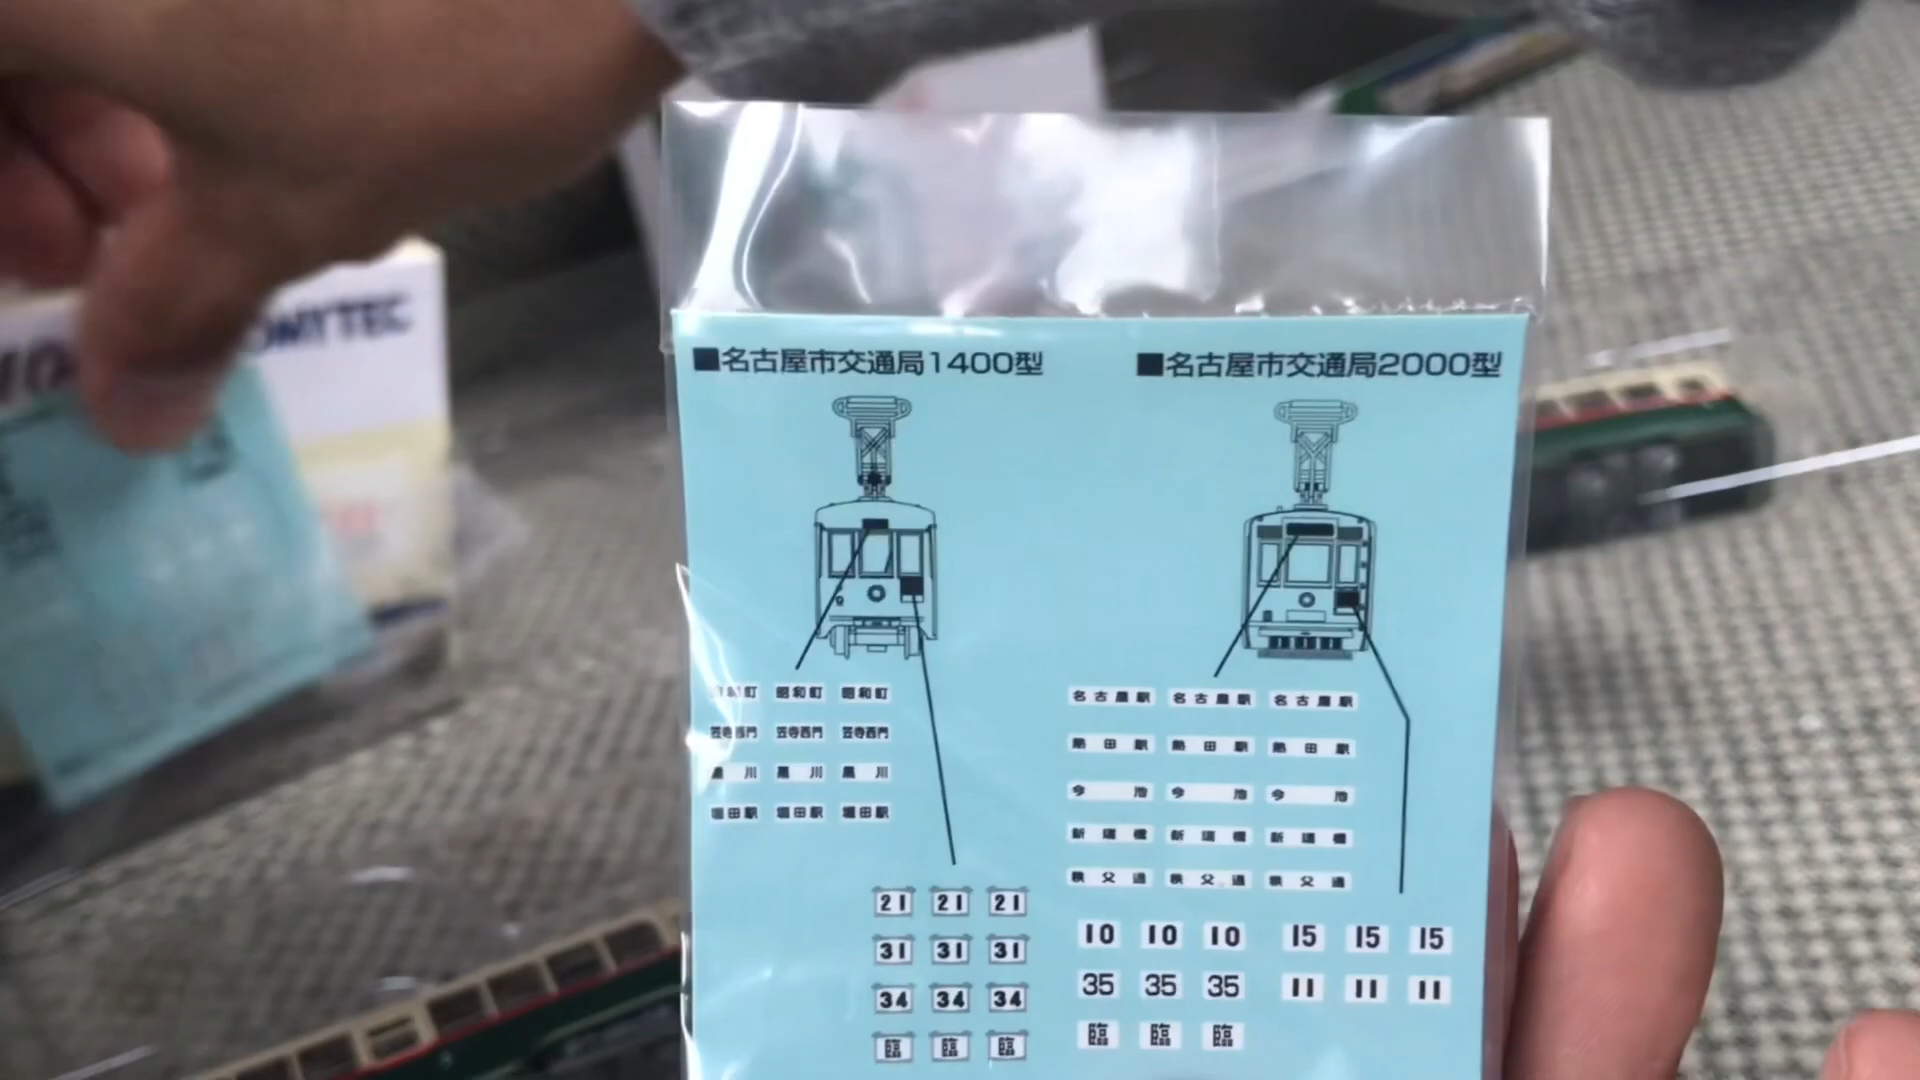 OMYTEC
■名古屋市交通局1400型
■名古屋市交通局2000型
昭和町 昭和町
笠寺西門 笠寺西門 笠寺西門
黒川 黒川 黒川
堀田駅 堀田駅 堀田駅
21 21 21
31 31 31
34 34 34
臨 臨 臨
名古屋駅 名古屋駅 名古屋駅
熱田駅 熱田駅 熱田駅
今池 今池 今池
新瑞橋 新瑞橋 新瑞橋
秩父通 秩父通 秩父通
10 10 10 15 15 15
35 35 35 11 11 11
臨 臨 臨